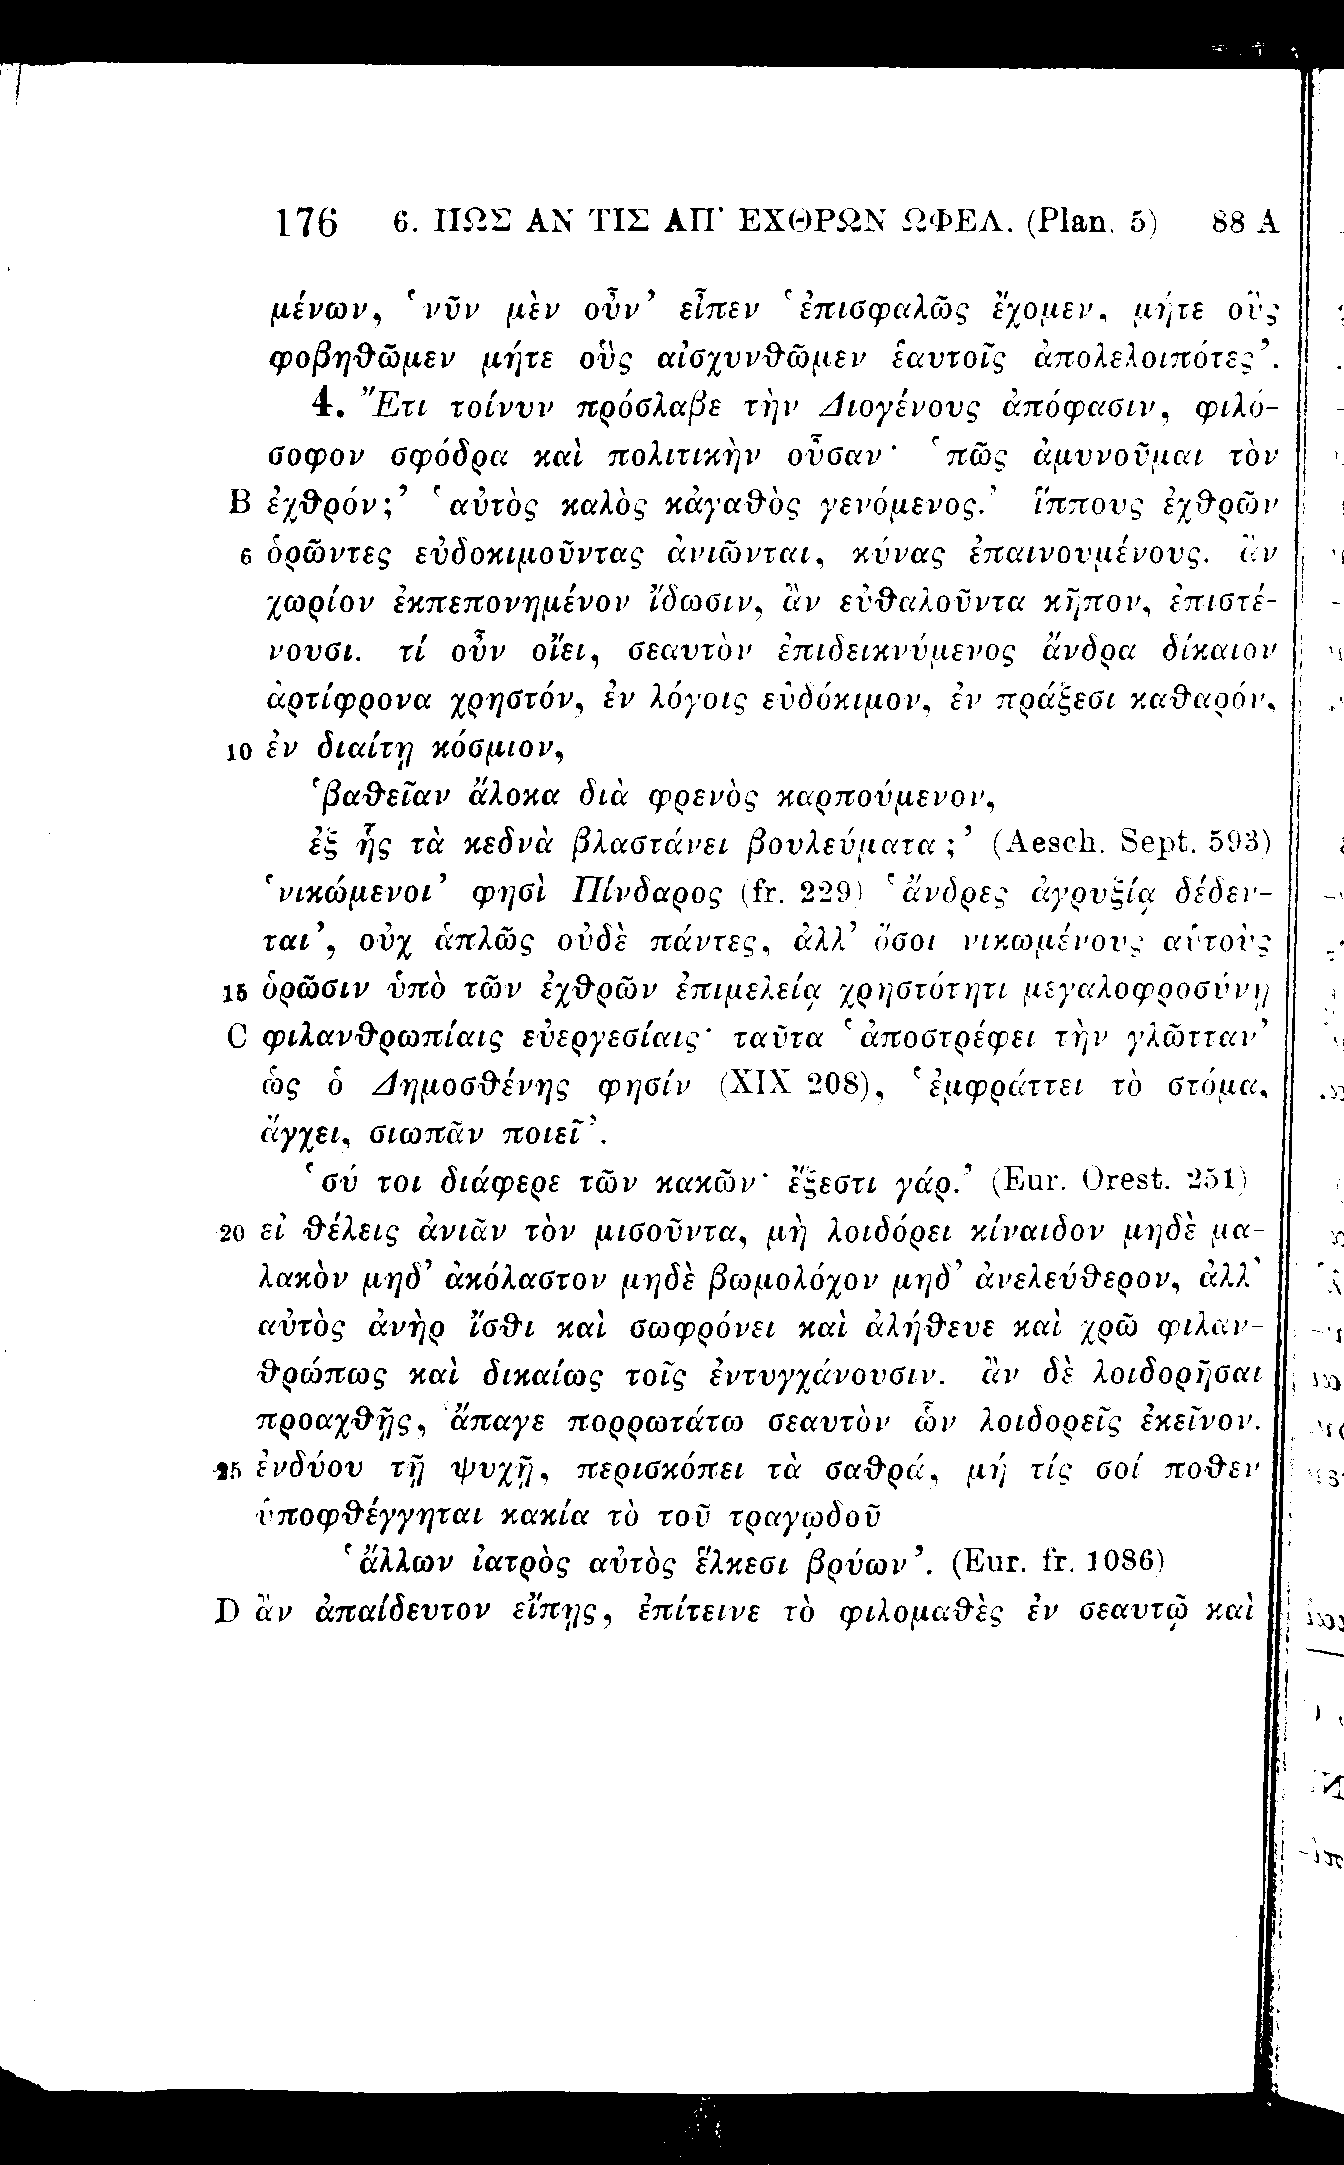 176 6. ΠΩΣ ΑΝ ΤΙΣ ΑΠ’ ΕΧΘΡΩΝ ΩΦΕΛ. (Plan. 5) 88 A
μένων, ‘νῦν μὲν οὖν’ εἶπεν ‘ἐπισφαλῶς ἔχομεν, μήτε οὓς
φοβηθῶμεν μήτε οὓς αἰσχυνθῶμεν ἑαυτοῖς ἀπολελοιπότες’.
4. Ἔτι τοίνυν πρόσλαβε τὴν Διογένους ἀπόφασιν, φιλό-
σοφον σφόδρα καὶ πολιτικὴν οὖσαν· ‘πῶς ἀμυνοῦμαι τὸν
B ἐχθρόν;’ ‘αὐτὸς καλὸς κἀγαθὸς γενόμενος.’ ἵππους ἐχθρῶν
6 ὁρῶντες εὐδοκιμοῦντας ἀνιῶνται, κύνας ἐπαινουμένους. ἂν
χωρίον ἐκπεπονημένον ἴδωσιν, ἂν εὐθαλοῦντα κῆπον, ἐπιστέ-
νουσι. τί οὖν οἴει, σεαυτὸν ἐπιδεικνύμενος ἄνδρα δίκαιον
ἀρτίφρονα χρηστόν, ἐν λόγοις εὐδόκιμον, ἐν πράξεσι καθαρόν,
10 ἐν διαίτῃ κόσμιον,
‘βαθεῖαν ἄλοκα διὰ φρενὸς καρπούμενον,
ἐξ ἧς τὰ κεδνὰ βλαστάνει βουλεύματα;’ (Aesch. Sept. 593)
‘νικώμενοι’ φησὶ Πίνδαρος (fr. 229) ‘ἄνδρες ἀγρυξίᾳ δέδεν-
ται’, οὐχ ἁπλῶς οὐδὲ πάντες, ἀλλ’ ὅσοι νικωμένους αὑτοὺς
15 ὁρῶσιν ὑπὸ τῶν ἐχθρῶν ἐπιμελείᾳ χρηστότητι μεγαλοφροσύνῃ
C φιλανθρωπίαις εὐεργεσίαις· ταῦτα ‘ἀποστρέφει τὴν γλῶτταν’
ὡς ὁ Δημοσθένης φησίν (XIX 208), ‘ἐμφράττει τὸ στόμα,
ἄγχει, σιωπᾶν ποιεῖ’.
‘σύ τοι διάφερε τῶν κακῶν· ἔξεστι γάρ.’ (Eur. Orest. 251)
20 εἰ θέλεις ἀνιᾶν τὸν μισοῦντα, μὴ λοιδόρει κίναιδον μηδὲ μα-
λακὸν μηδ’ ἀκόλαστον μηδὲ βωμολόχον μηδ’ ἀνελεύθερον, ἀλλ’
αὐτὸς ἀνὴρ ἴσθι καὶ σωφρόνει καὶ ἀλήθευε καὶ χρῶ φιλαν-
θρώπως καὶ δικαίως τοῖς ἐντυγχάνουσιν. ἂν δὲ λοιδορῆσαι
προαχθῇς, ἄπαγε πορρωτάτω σεαυτὸν ὧν λοιδορεῖς ἐκεῖνον.
25 ἐνδύου τῇ ψυχῇ, περισκόπει τὰ σαθρά, μή τίς σοί ποθεν
ὑποφθέγγηται κακία τὸ τοῦ τραγῳδοῦ
‘ἄλλων ἰατρὸς αὐτὸς ἕλκεσι βρύων’. (Eur. fr. 1086)
D ἂν ἀπαίδευτον εἴπῃς, ἐπίτεινε τὸ φιλομαθὲς ἐν σεαυτῷ καὶ